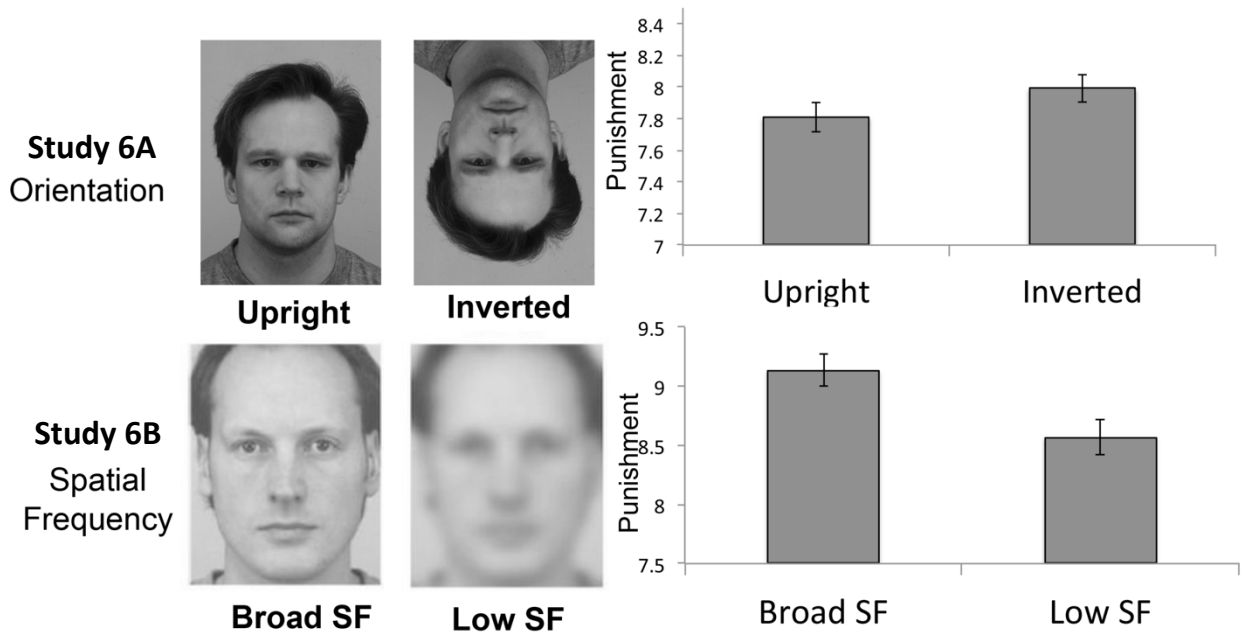 Study 6A
Orientation
Upright
Inverted
Punishment
8.4
8.2
8
7.8
7.6
7.4
7.2
7
Upright
Inverted
Study 6B
Spatial
Frequency
Broad SF
Low SF
Punishment
9.5
9
8.5
8
7.5
Broad SF
Low SF